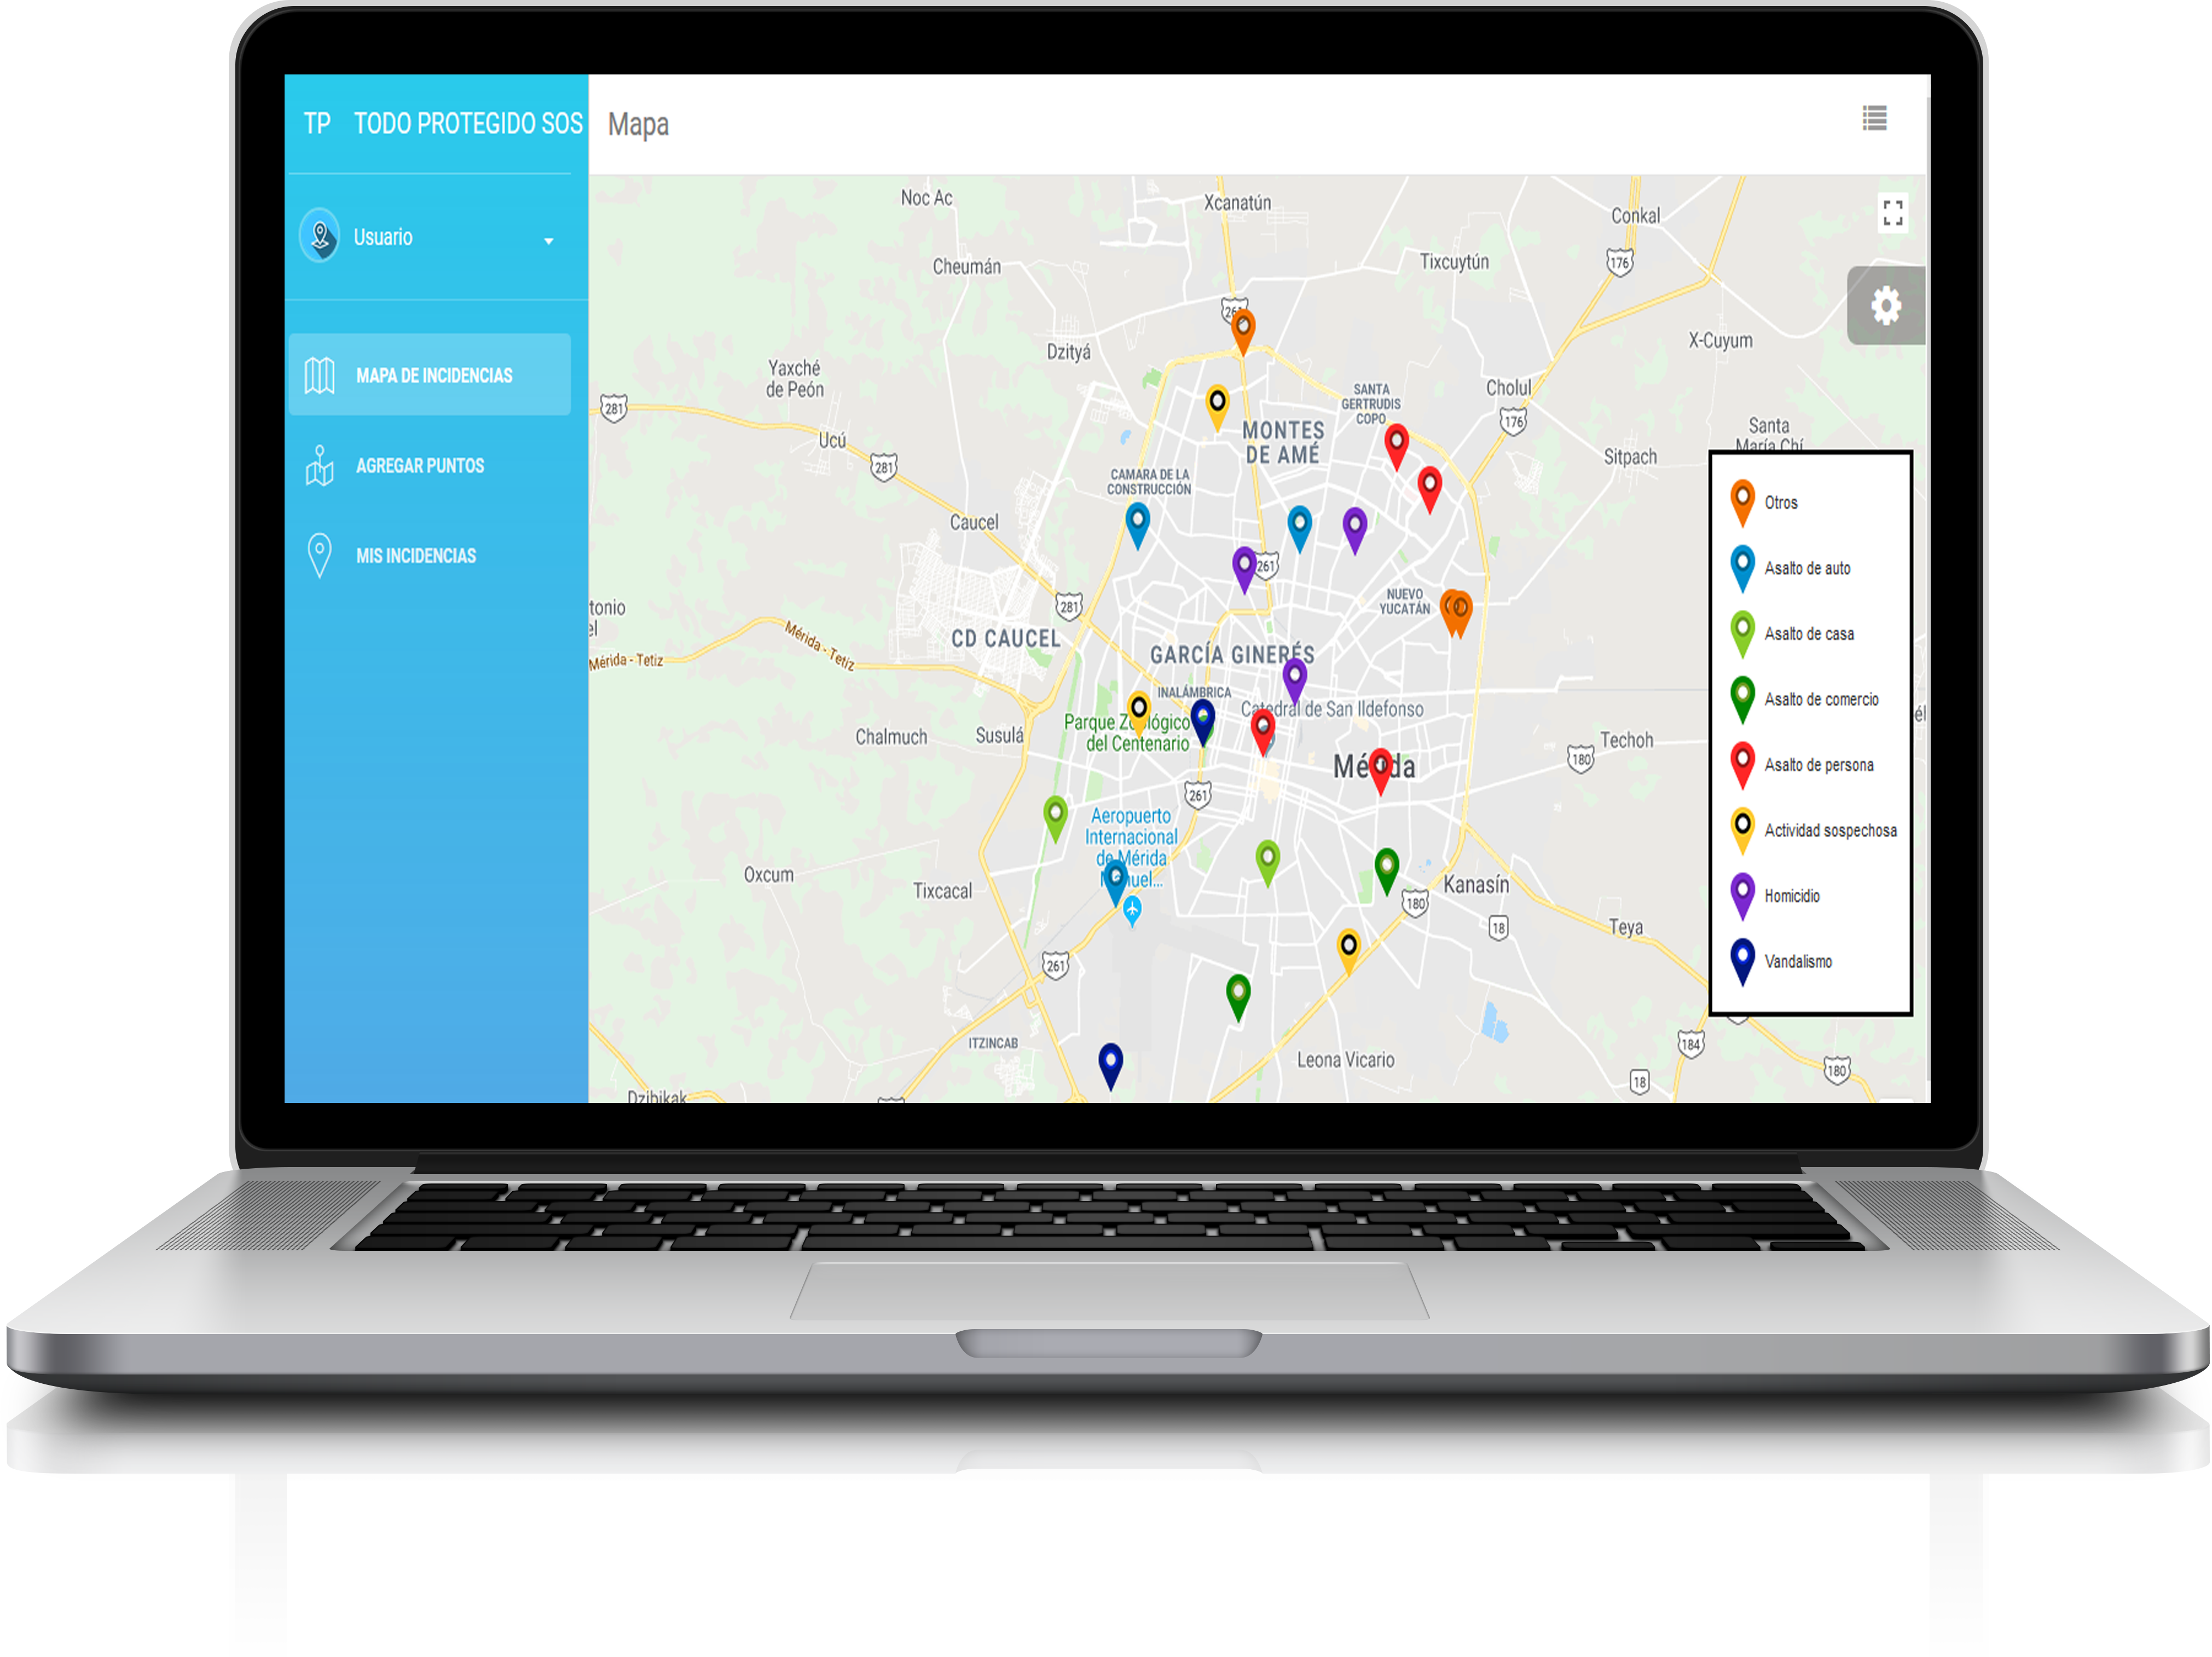 TP TODO PROTEGIDO SOS
Usuario
MAPA DE INCIDENCIAS
AGREGAR PUNTOS
MIS INCIDENCIAS
Mapa
Noc Ac
Xcanatún
Conkal
Cheumán
Tixcuytún
176
261
X-Cuyum
Dzityá
Yaxché
de Peón
SANTA
GERTRUDIS
COPO
Cholul
281
176
Santa
María Chí
Ucú
MONTES
DE AMÉ
Sitpach
281
CAMARA DE LA
CONSTRUCCIÓN
Caucel
261
NUEVO
YUCATÁN
281
tonio
el
CD CAUCEL
Mérida - Tetiz
Mérida - Tetiz
GARCÍA GINERÉS
INALÁMBRICA
Catedral de San Ildefonso
Parque Zoológico
del Centenario
Chalmuch
Susulá
Techoh
él
180
Mérida
261
Aeropuerto
Internacional
de Mérida
Manuel...
Oxcum
Tixcacal
Kanasín
180
18
Teya
261
ITZINCAB
Leona Vicario
184
180
18
Dzibikak
Otros
Asalto de auto
Asalto de casa
Asalto de comercio
Asalto de persona
Actividad sospechosa
Homicidio
Vandalismo